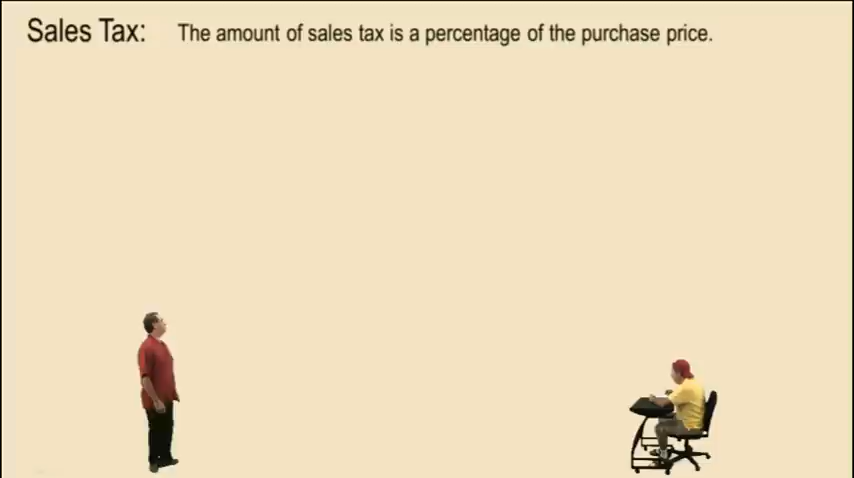 Sales Tax: The amount of sales tax is a percentage of the purchase price.